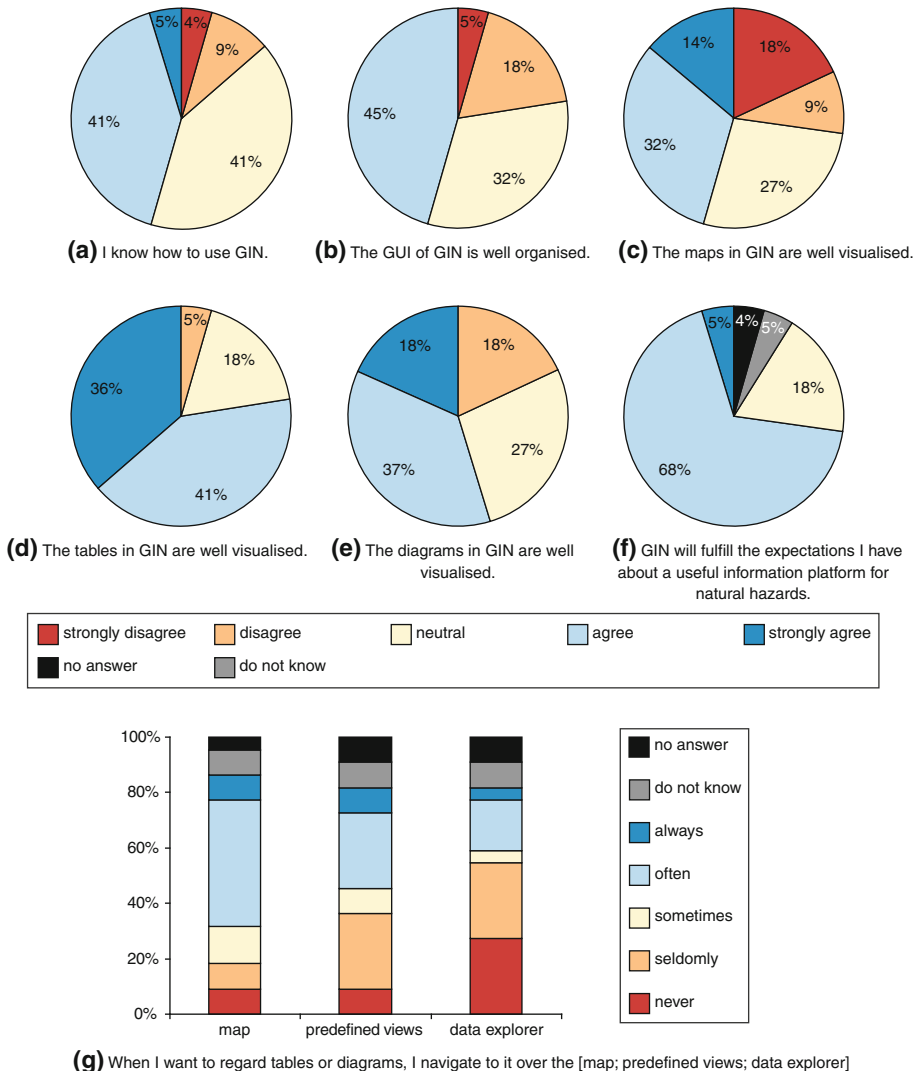 5% 4%
9%
41%
41%
(a) I know how to use GIN.
5%
18%
45%
32%
(b) The GUI of GIN is well organised.
14% 18%
9%
32%
27%
(c) The maps in GIN are well visualised.
5%
18%
36%
41%
(d) The tables in GIN are well visualised.
18% 18%
27%
37%
(e) The diagrams in GIN are well
visualised.
5% 4% 5%
18%
68%
(f) GIN will fulfill the expectations I have
about a useful information platform for
natural hazards.
strongly disagree disagree neutral agree strongly agree
no answer do not know
100%
80%
60%
40%
20%
0%
map predefined views data explorer
no answer
do not know
always
often
sometimes
seldomly
never
(g) When I want to regard tables or diagrams, I navigate to it over the [map; predefined views; data explorer]